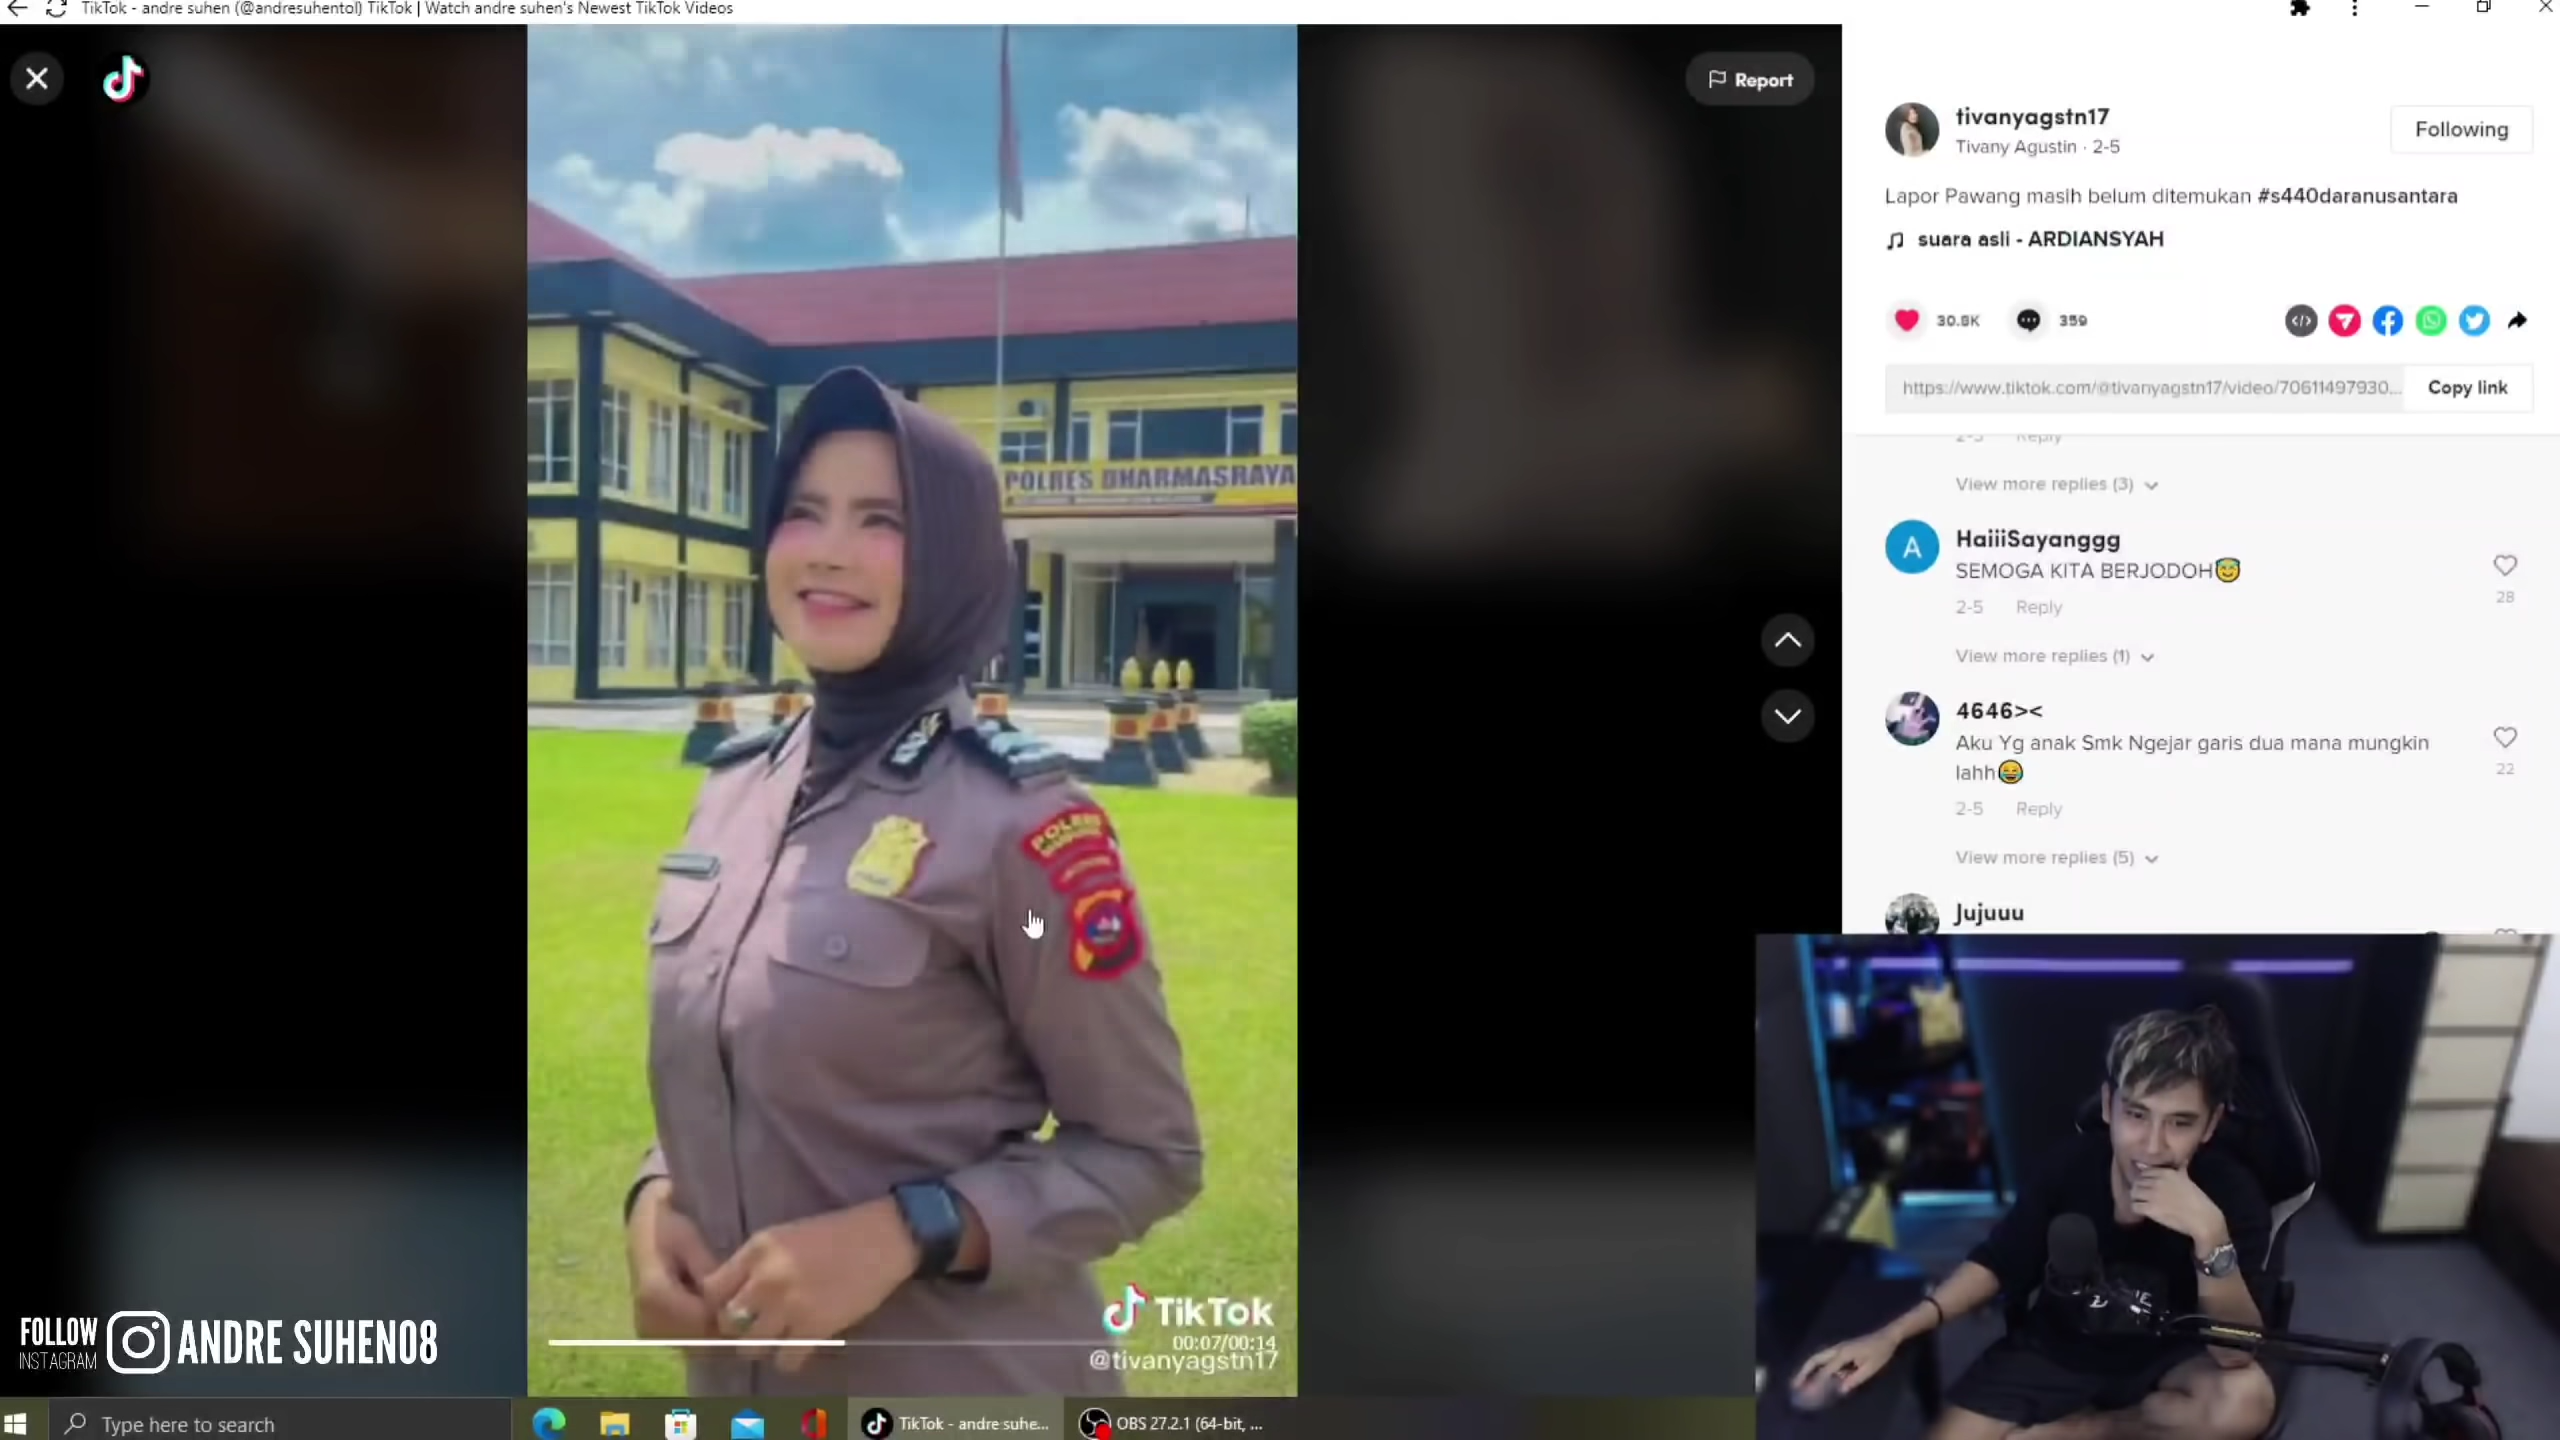 TikTok - andre suhen (@andresuhentol) TikTok | Watch andre suhen's Newest TikTok Videos
Report
tivanyagstn17
Tivany Agustin · 2-5
Following
Lapor Pawang masih belum ditemukan #s440daranusantara
suara asli - ARDIANSYAH
30.8K
359
https://www.tiktok.com/@tivanyagstn17/video/70611497930...
Copy link
2-5 Reply
View more replies (3)
A
HaiiiSayanggg
SEMOGA KITA BERJODOH😇
28
2-5 Reply
View more replies (1)
4646><
Aku Yg anak Smk Ngejar garis dua mana mungkin
lahh😂
22
2-5 Reply
View more replies (5)
Jujuuu
POLRES DHARMASRAYA
POLRES
TikTok
00:07/00:14
@tivanyagstn17
FOLLOW
INSTAGRAM
ANDRE SUHEN08
Type here to search
TikTok - andre suhe...
OBS 27.2.1 (64-bit, ...